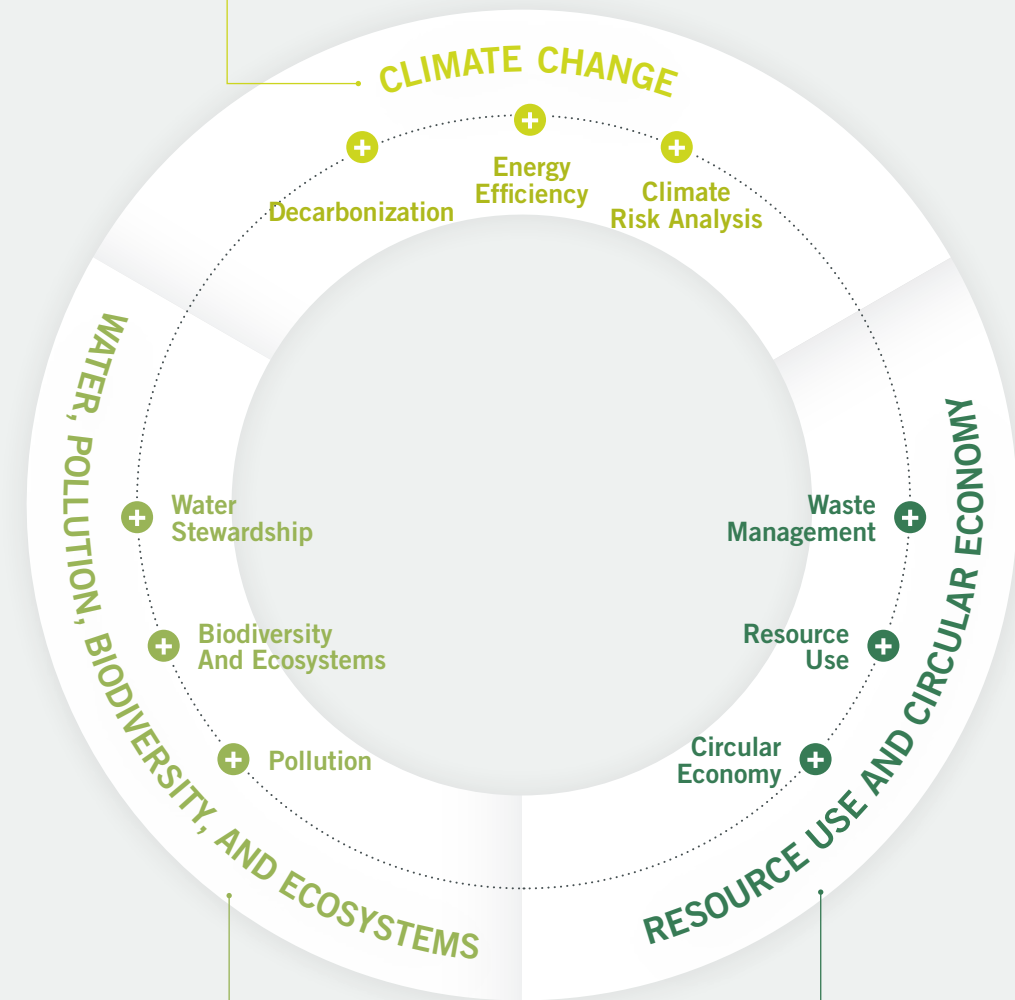 CLIMATE CHANGE
Decarbonization
Energy
Efficiency
Climate
Risk Analysis
WATER, POLLUTION, BIODIVERSITY, AND ECOSYSTEMS
Water
Stewardship
Biodiversity
And Ecosystems
Pollution
RESOURCE USE AND CIRCULAR ECONOMY
Waste
Management
Resource
Use
Circular
Economy